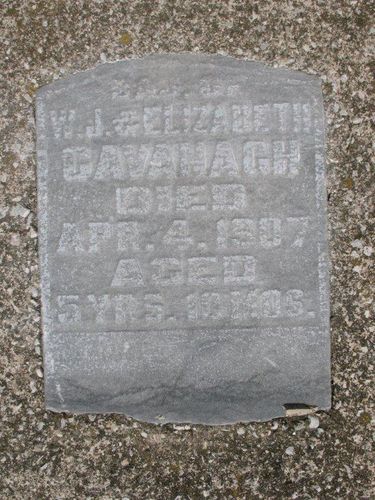 W.J. & ELIZABETH
CAVANAGH
DIED
APR. 4. 1907
AGED
5 YRS. 10 MOS.